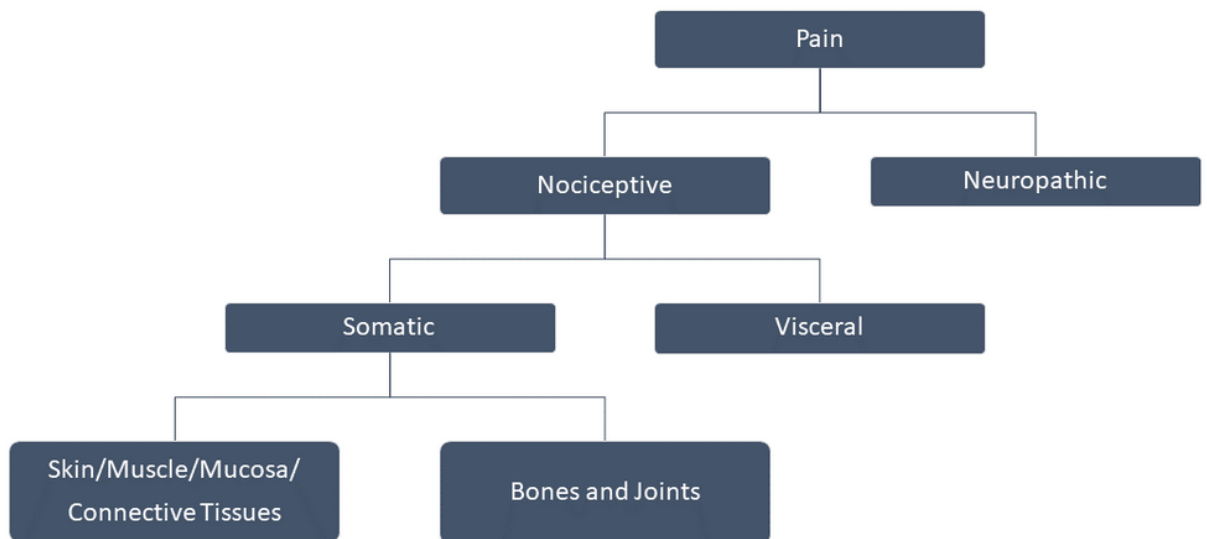 Pain
Nociceptive
Neuropathic
Somatic
Visceral
Skin/Muscle/Mucosa/
Connective Tissues
Bones and Joints